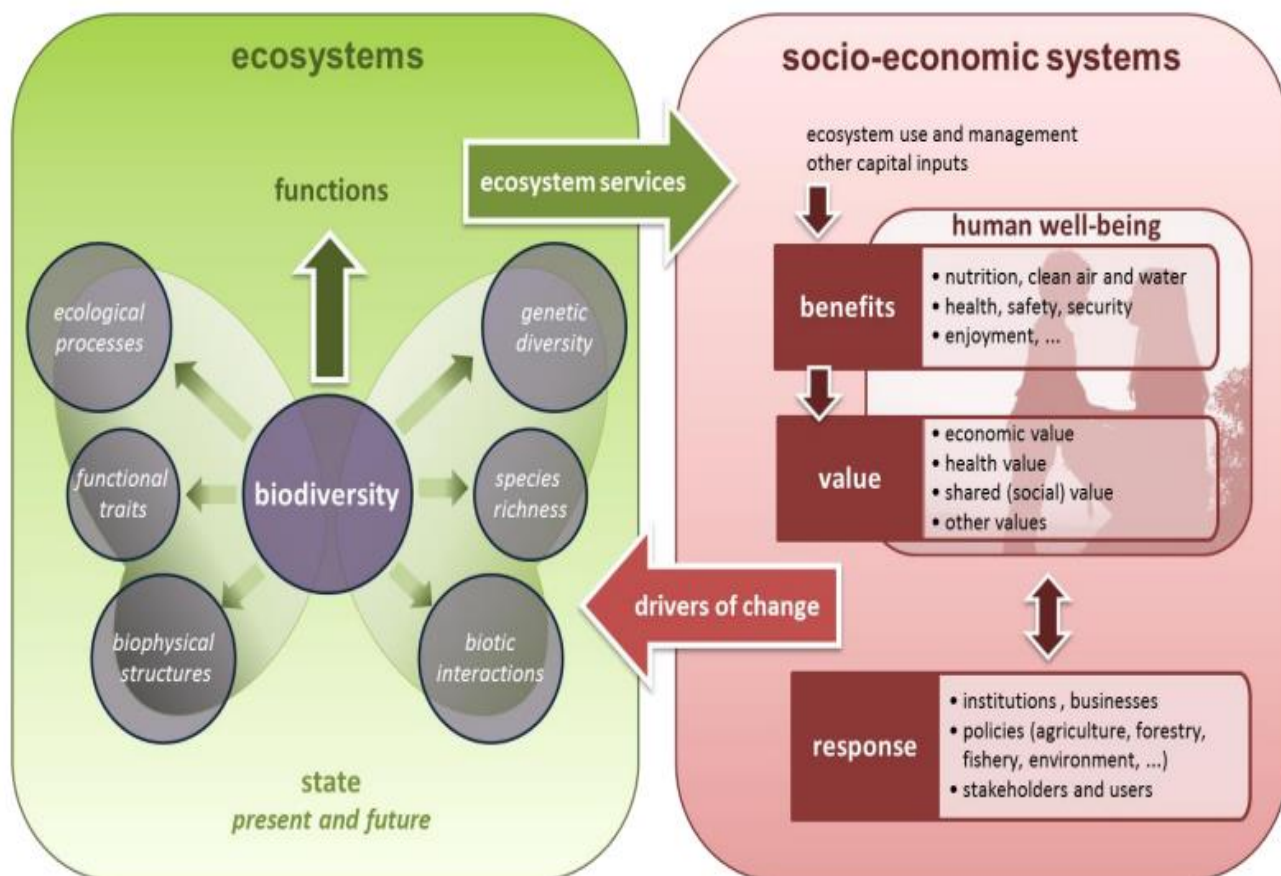 ecosystems
functions
ecological
processes
genetic
diversity
functional
traits
biodiversity
species
richness
biophysical
structures
biotic
interactions
state
present and future
ecosystem services
drivers of change
socio-economic systems
ecosystem use and management
other capital inputs
human well-being
benefits
• nutrition, clean air and water
• health, safety, security
• enjoyment, ...
value
• economic value
• health value
• shared (social) value
• other values
response
• institutions , businesses
• policies (agriculture, forestry,
fishery, environment, ...)
• stakeholders and users